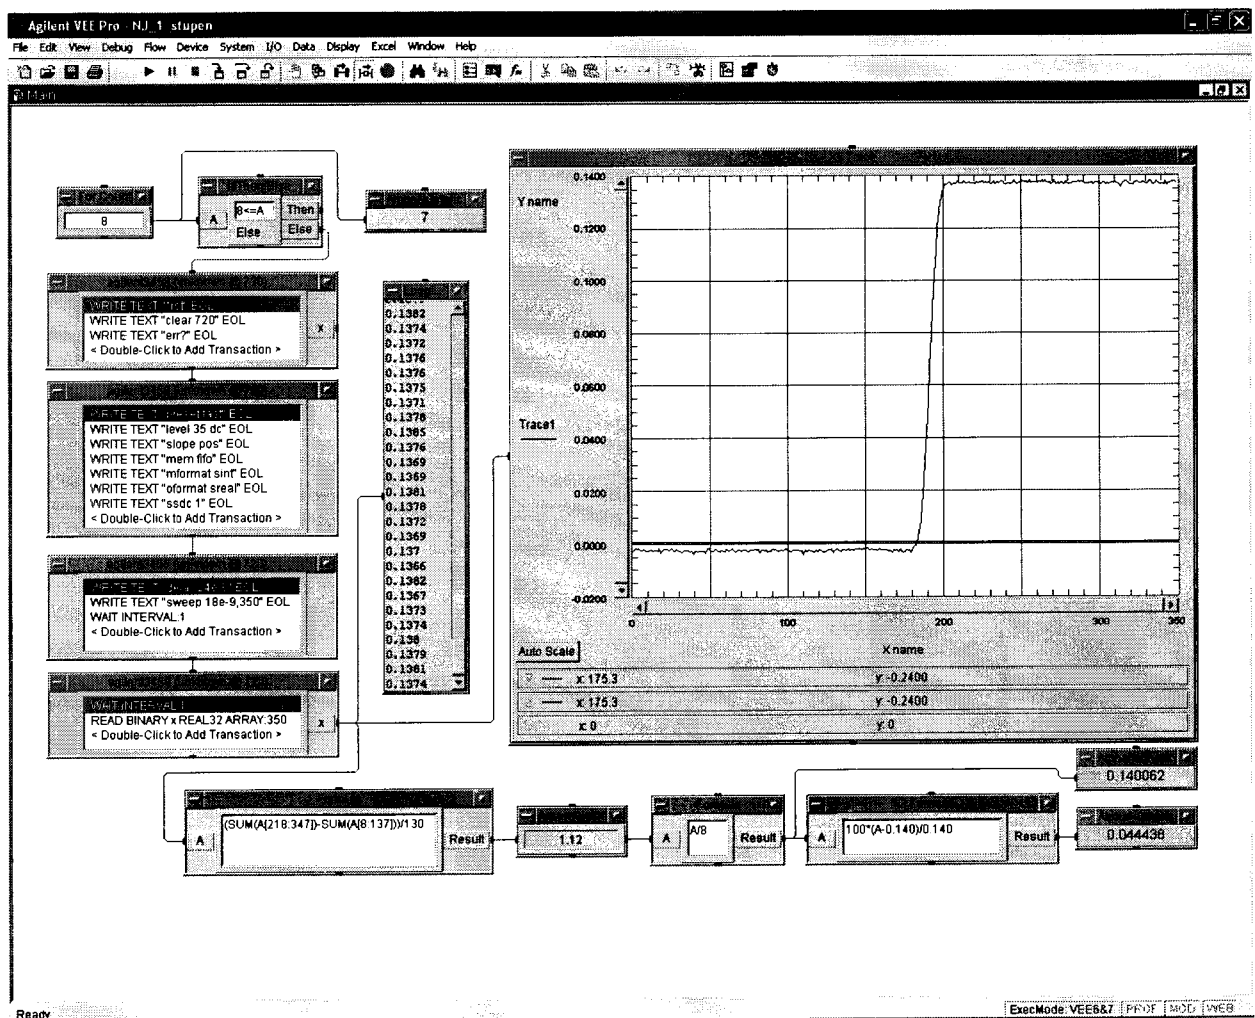 Agilent VEE Pro - NJ_1_stupen
File Edit View Debug Flow Device System I/O Data Display Excel Window Help
Main
8
A
8<=A
Then
Else
Else
7
WRITE TEXT "clear 720" EOL
WRITE TEXT "err?" EOL
< Double-Click to Add Transaction >
x
WRITE TEXT "level 35 dc" EOL
WRITE TEXT "slope pos" EOL
WRITE TEXT "mem fifo" EOL
WRITE TEXT "mformat sint" EOL
WRITE TEXT "oformat sreal" EOL
WRITE TEXT "ssdc 1" EOL
< Double-Click to Add Transaction >
WRITE TEXT "sweep 18e-9,350" EOL
WAIT INTERVAL:1
< Double-Click to Add Transaction >
WAIT INTERVAL:1
READ BINARY x REAL32 ARRAY:350
< Double-Click to Add Transaction >
x
0.1382
0.1374
0.1372
0.1376
0.1376
0.1375
0.1371
0.1378
0.1385
0.1376
0.1369
0.1369
0.1381
0.1378
0.1372
0.1369
0.137
0.1366
0.1382
0.1367
0.1373
0.1374
0.138
0.1379
0.1381
0.1374
Y name
Trace1
0.1400
0.1200
0.1000
0.0800
0.0600
0.0400
0.0200
0.0000
-0.0200
0
100
200
300
350
Auto Scale
X name
x: 175.3
y: -0.2400
x: 175.3
y: -0.2400
x: 0
y: 0
A
(SUM(A[218:347])-SUM(A[8:137]))/130
Result
1.12
A
A/8
Result
A
100*(A-0.140)/0.140
Result
0.140062
0.044438
Ready
ExecMode: VEE6&7
PROF
MOD
WEB